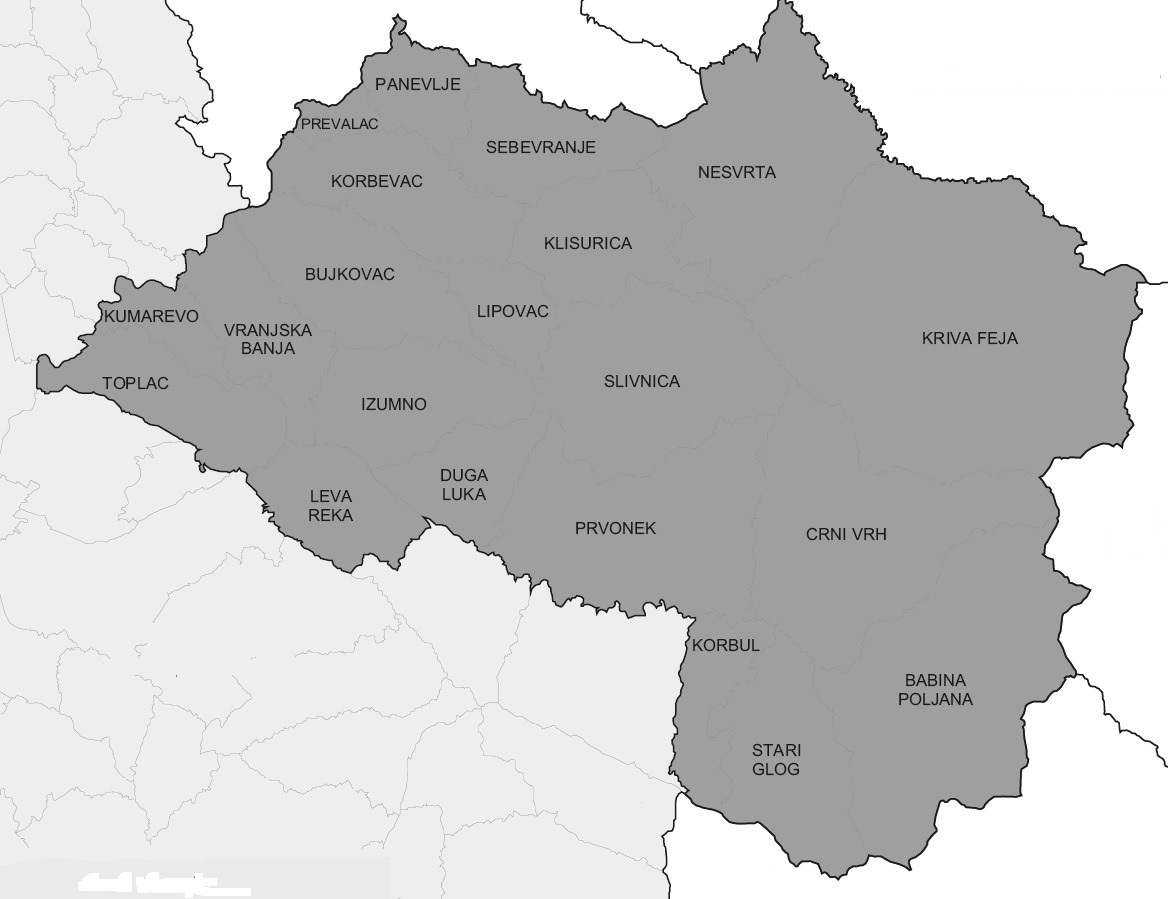 PANEVLJE
PREVALAC
SEBEVRANJE
NESVRTA
KORBEVAC
KLISURICA
BUJKOVAC
LIPOVAC
KUMAREVO
VRANJSKA
BANJA
KRIVA FEJA
TOPLAC
SLIVNICA
IZUMNO
DUGA
LUKA
LEVA
REKA
PRVONEK
CRNI VRH
KORBUL
BABINA
POLJANA
STARI
GLOG